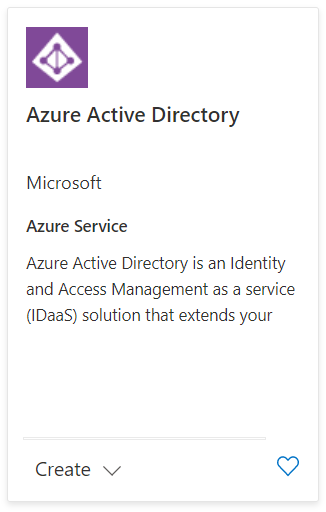 Azure Active Directory
Microsoft
Azure Service
Azure Active Directory is an Identity
and Access Management as a service
(IDaaS) solution that extends your
Create